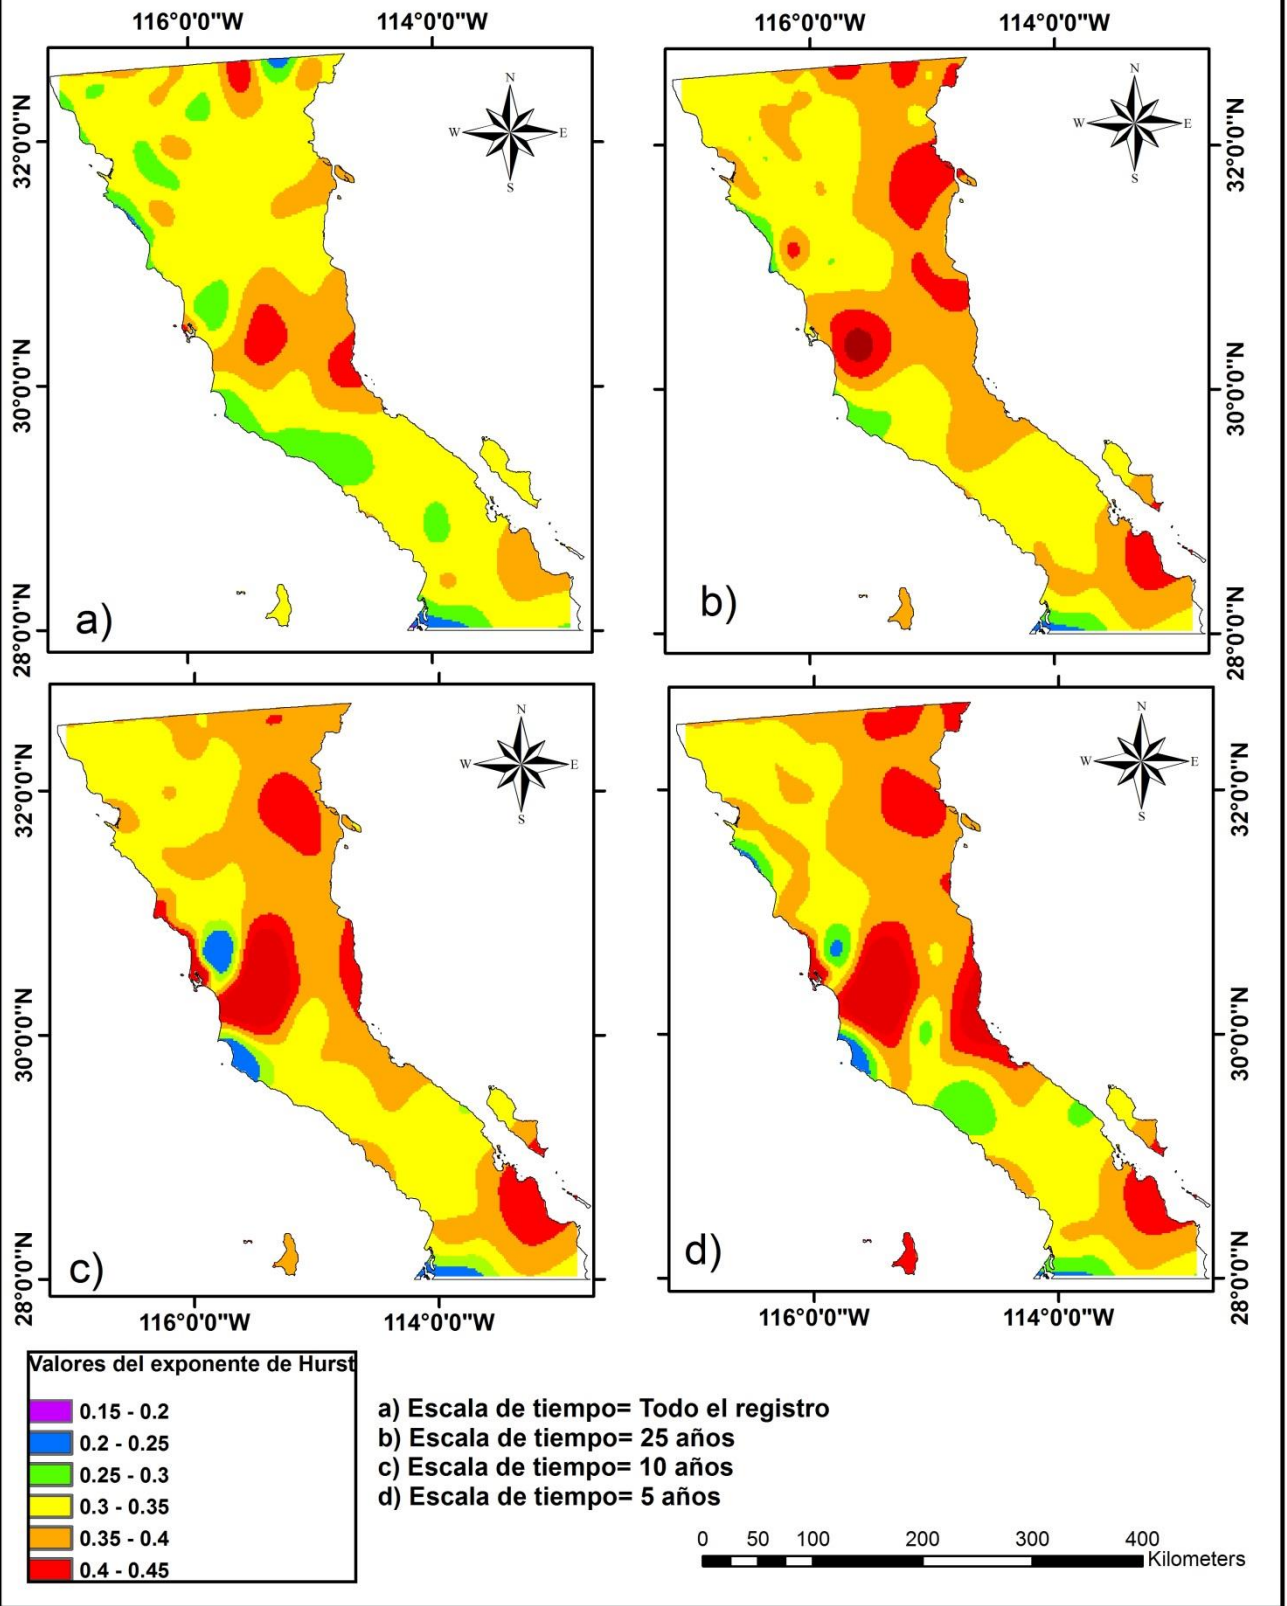 116°0'0"W 114°0'0"W 116°0'0"W 114°0'0"W
32°0'0"N
30°0'0"N
28°0'0"N
N
W E
S
a)
N
W E
S
b)
32°0'0"N
30°0'0"N
28°0'0"N
32°0'0"N
30°0'0"N
28°0'0"N
N
W E
S
c)
N
W E
S
d)
32°0'0"N
30°0'0"N
28°0'0"N
116°0'0"W 114°0'0"W 116°0'0"W 114°0'0"W
Valores del exponente de Hurst
0.15 - 0.2
0.2 - 0.25
0.25 - 0.3
0.3 - 0.35
0.35 - 0.4
0.4 - 0.45
a) Escala de tiempo= Todo el registro
b) Escala de tiempo= 25 años
c) Escala de tiempo= 10 años
d) Escala de tiempo= 5 años
0 50 100 200 300 400
Kilometers